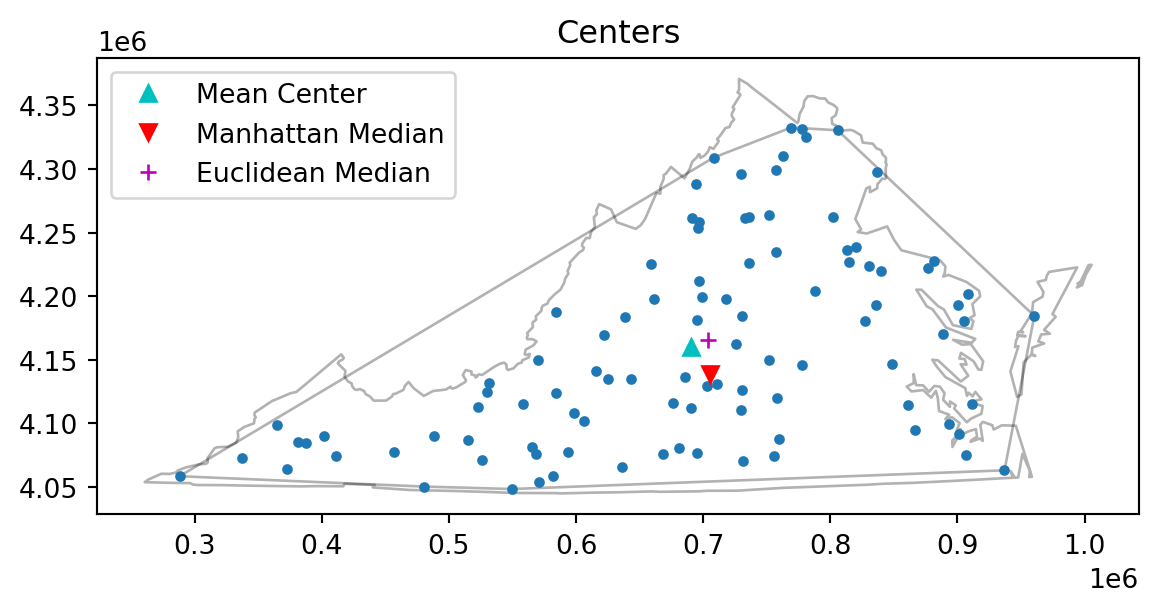 Centers
1e6
Mean Center
Manhattan Median
Euclidean Median
4.35
4.30
4.25
4.20
4.15
4.10
4.05
0.3 0.4 0.5 0.6 0.7 0.8 0.9 1.0
1e6